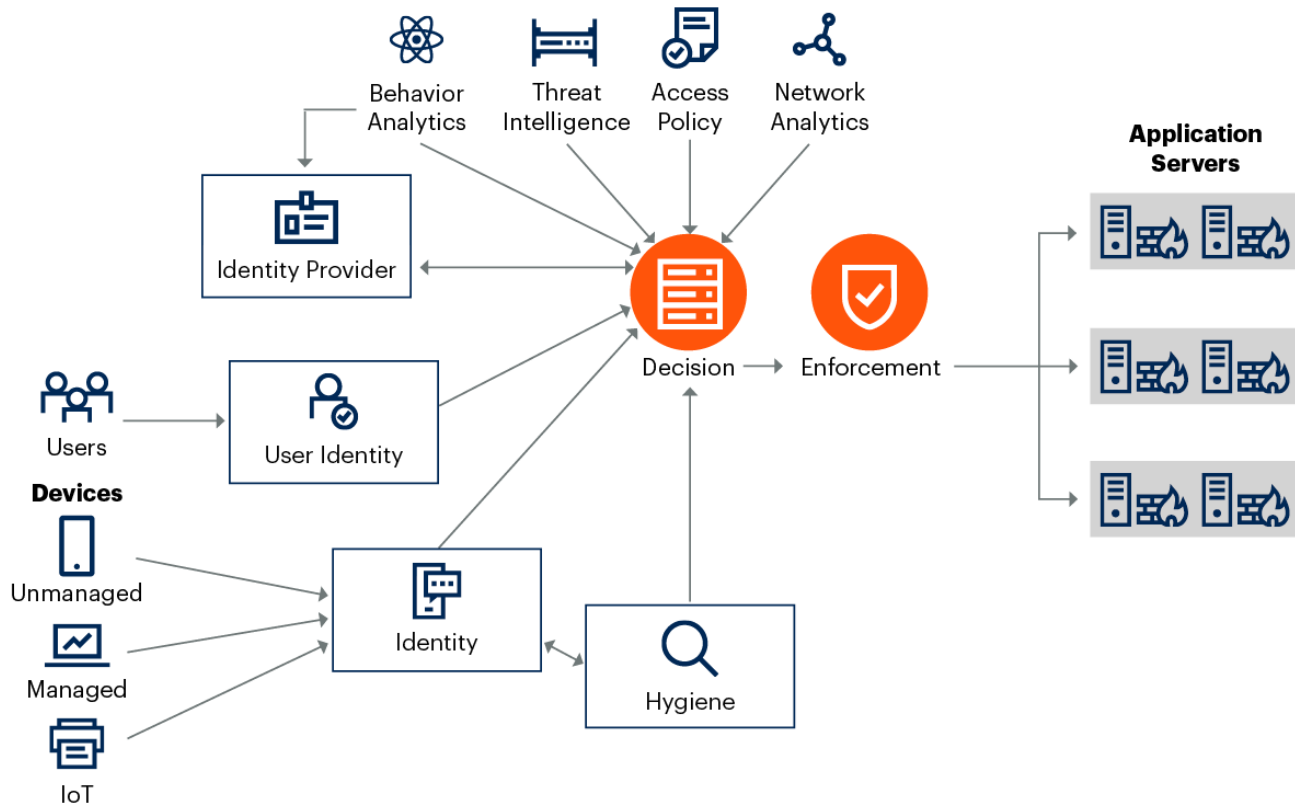 Behavior
Analytics
Threat
Intelligence
Access
Policy
Network
Analytics
Application
Servers
Identity Provider
Decision
Enforcement
Users
User Identity
Devices
Unmanaged
Identity
Managed
Hygiene
IoT